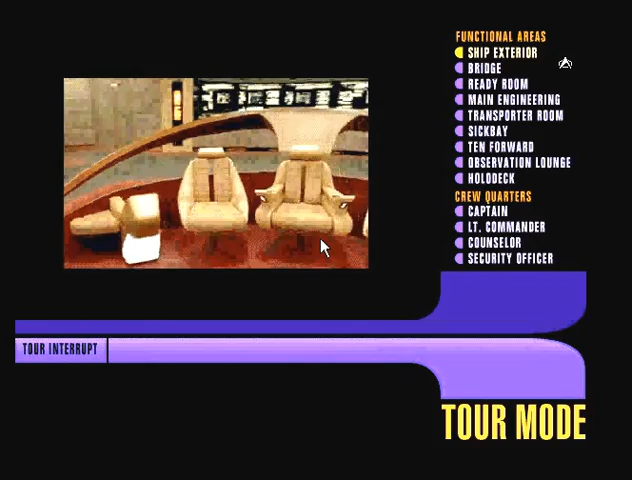 FUNCTIONAL AREAS
SHIP EXTERIOR
BRIDGE
READY ROOM
MAIN ENGINEERING
TRANSPORTER ROOM
SICKBAY
TEN FORWARD
OBSERVATION LOUNGE
HOLODECK
CREW QUARTERS
CAPTAIN
LT. COMMANDER
COUNSELOR
SECURITY OFFICER
TOUR INTERRUPT
TOUR MODE